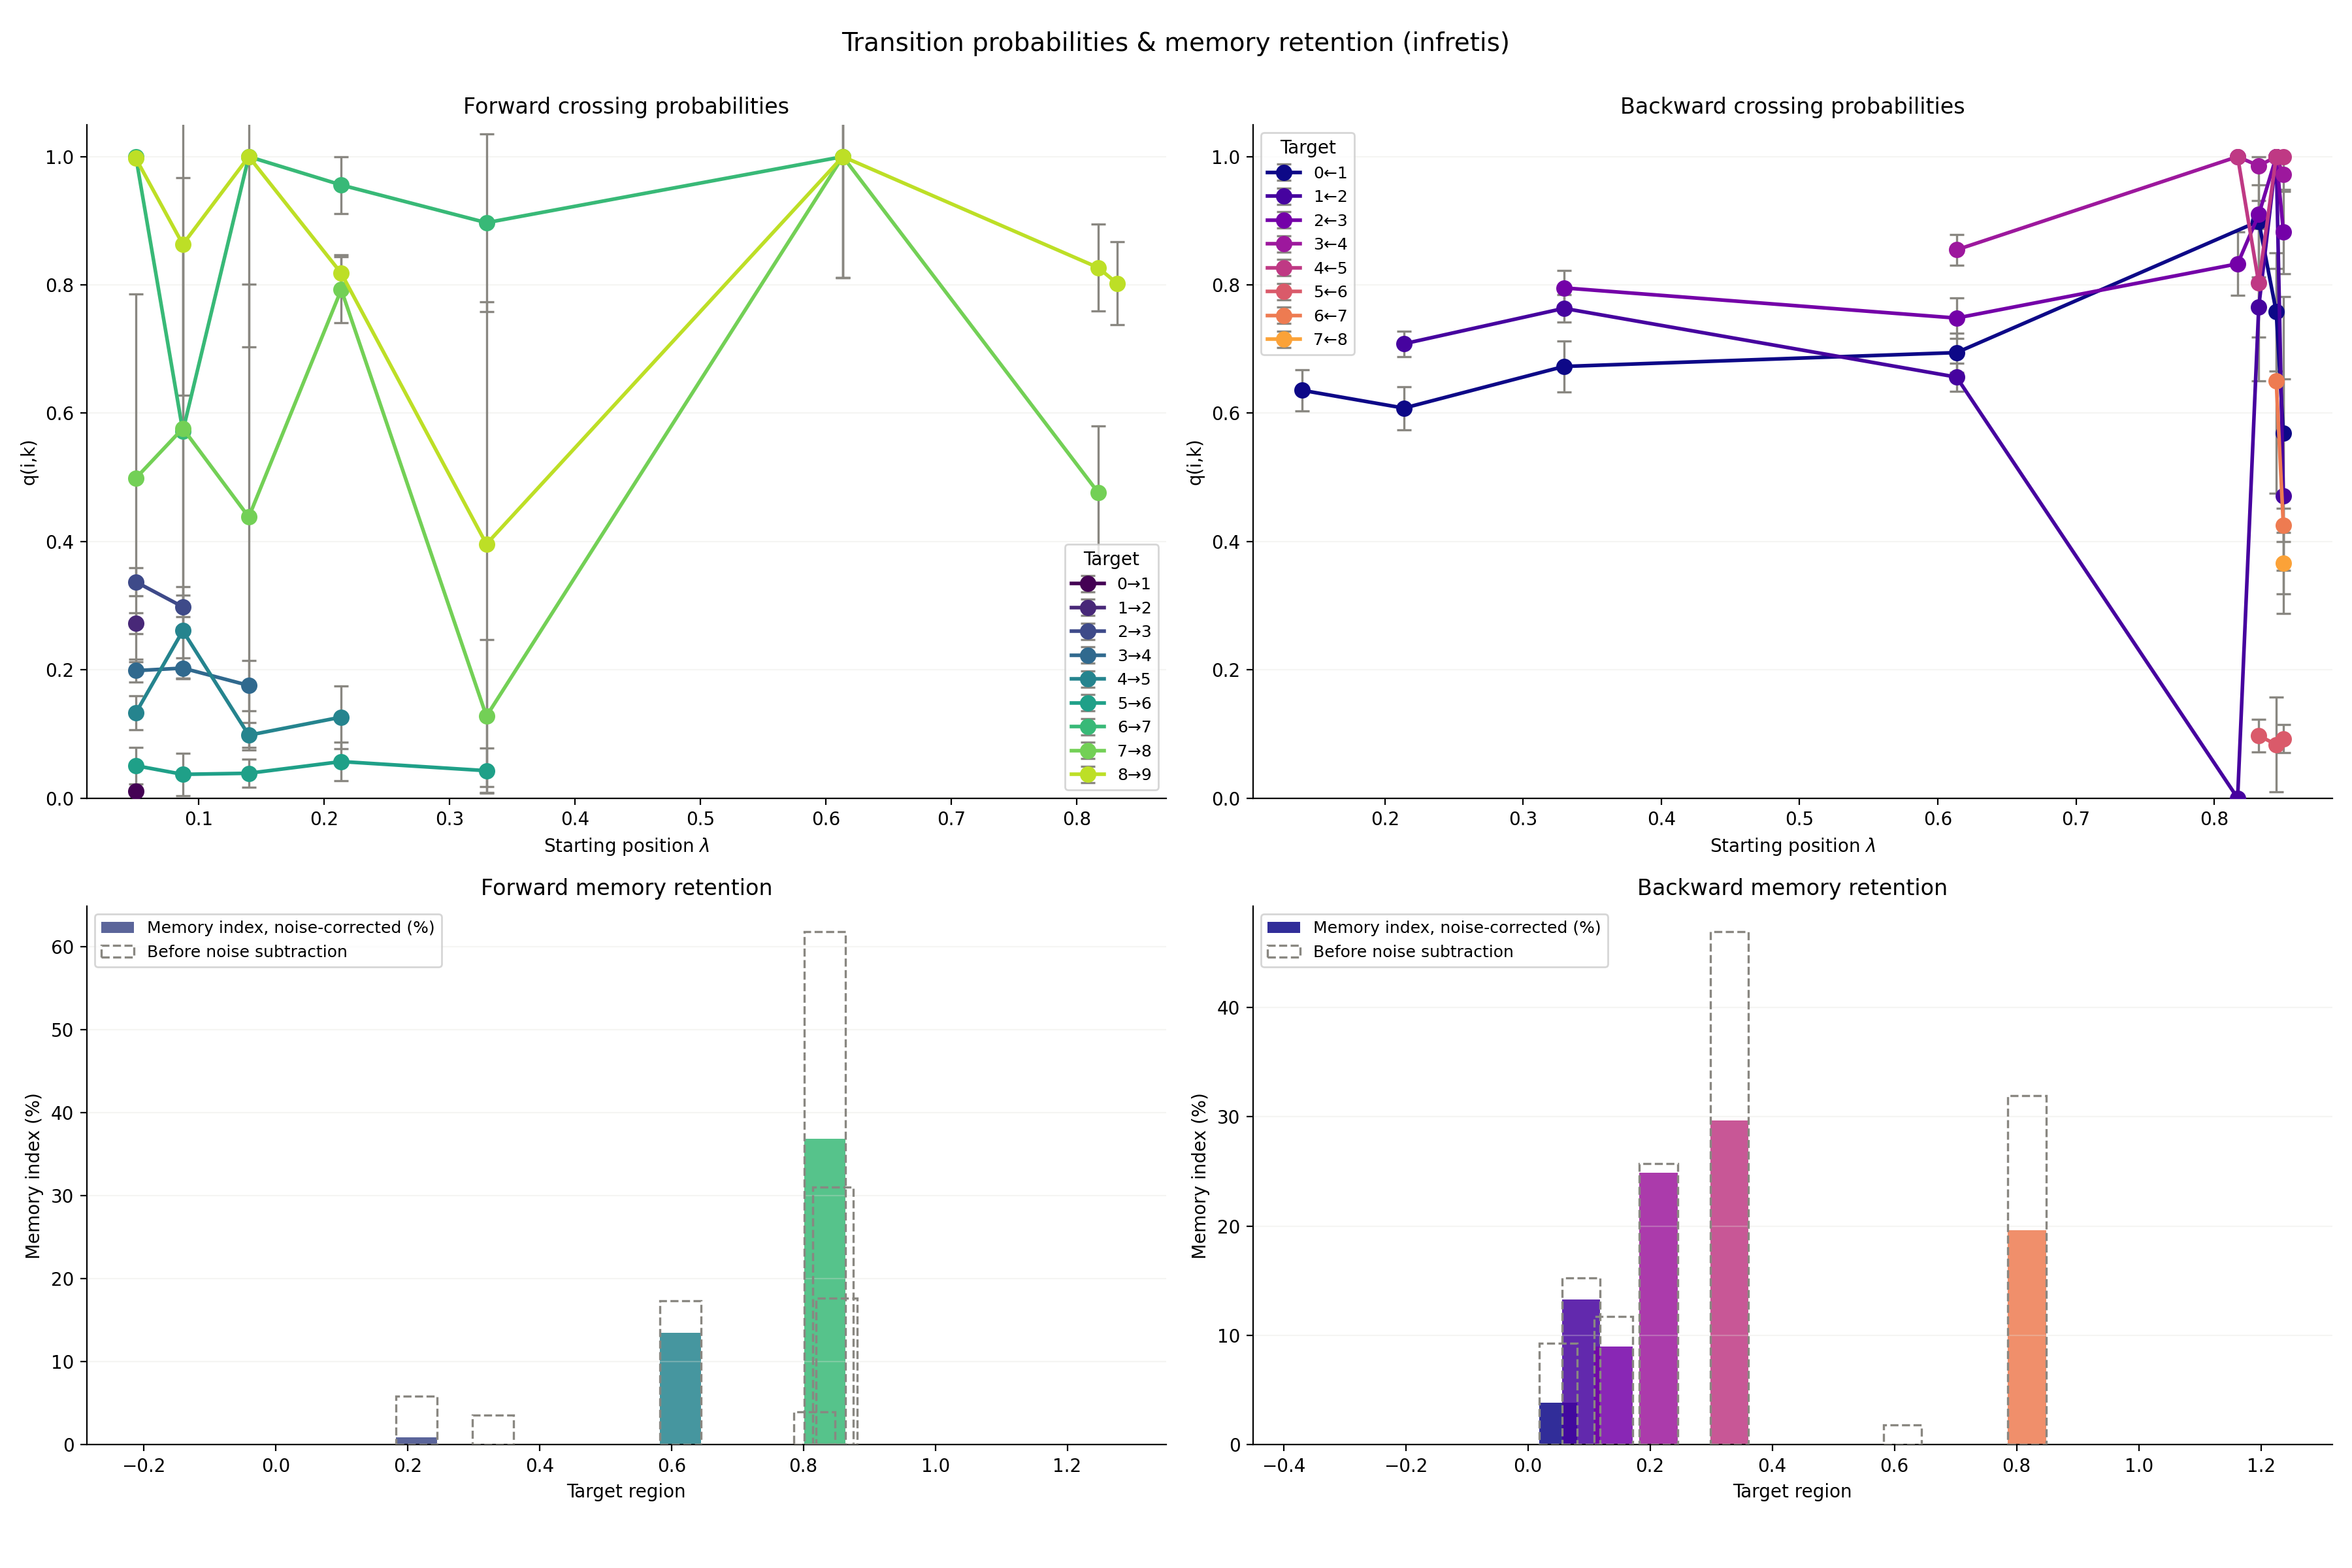 Transition probabilities & memory retention (infretis)
Forward crossing probabilities
q(i,k)
1.0
0.8
0.6
0.4
0.2
0.0
0.1 0.2 0.3 0.4 0.5 0.6 0.7 0.8
Starting position λ
Target
0→1
1→2
2→3
3→4
4→5
5→6
6→7
7→8
8→9
Backward crossing probabilities
q(i,k)
1.0
0.8
0.6
0.4
0.2
0.0
0.2 0.3 0.4 0.5 0.6 0.7 0.8
Starting position λ
Target
0←1
1←2
2←3
3←4
4←5
5←6
6←7
7←8
Forward memory retention
Memory index, noise-corrected (%)
Before noise subtraction
Memory index (%)
60
50
40
30
20
10
0
−0.2 0.0 0.2 0.4 0.6 0.8 1.0 1.2
Target region
Backward memory retention
Memory index, noise-corrected (%)
Before noise subtraction
Memory index (%)
40
30
20
10
0
−0.4 −0.2 0.0 0.2 0.4 0.6 0.8 1.0 1.2
Target region